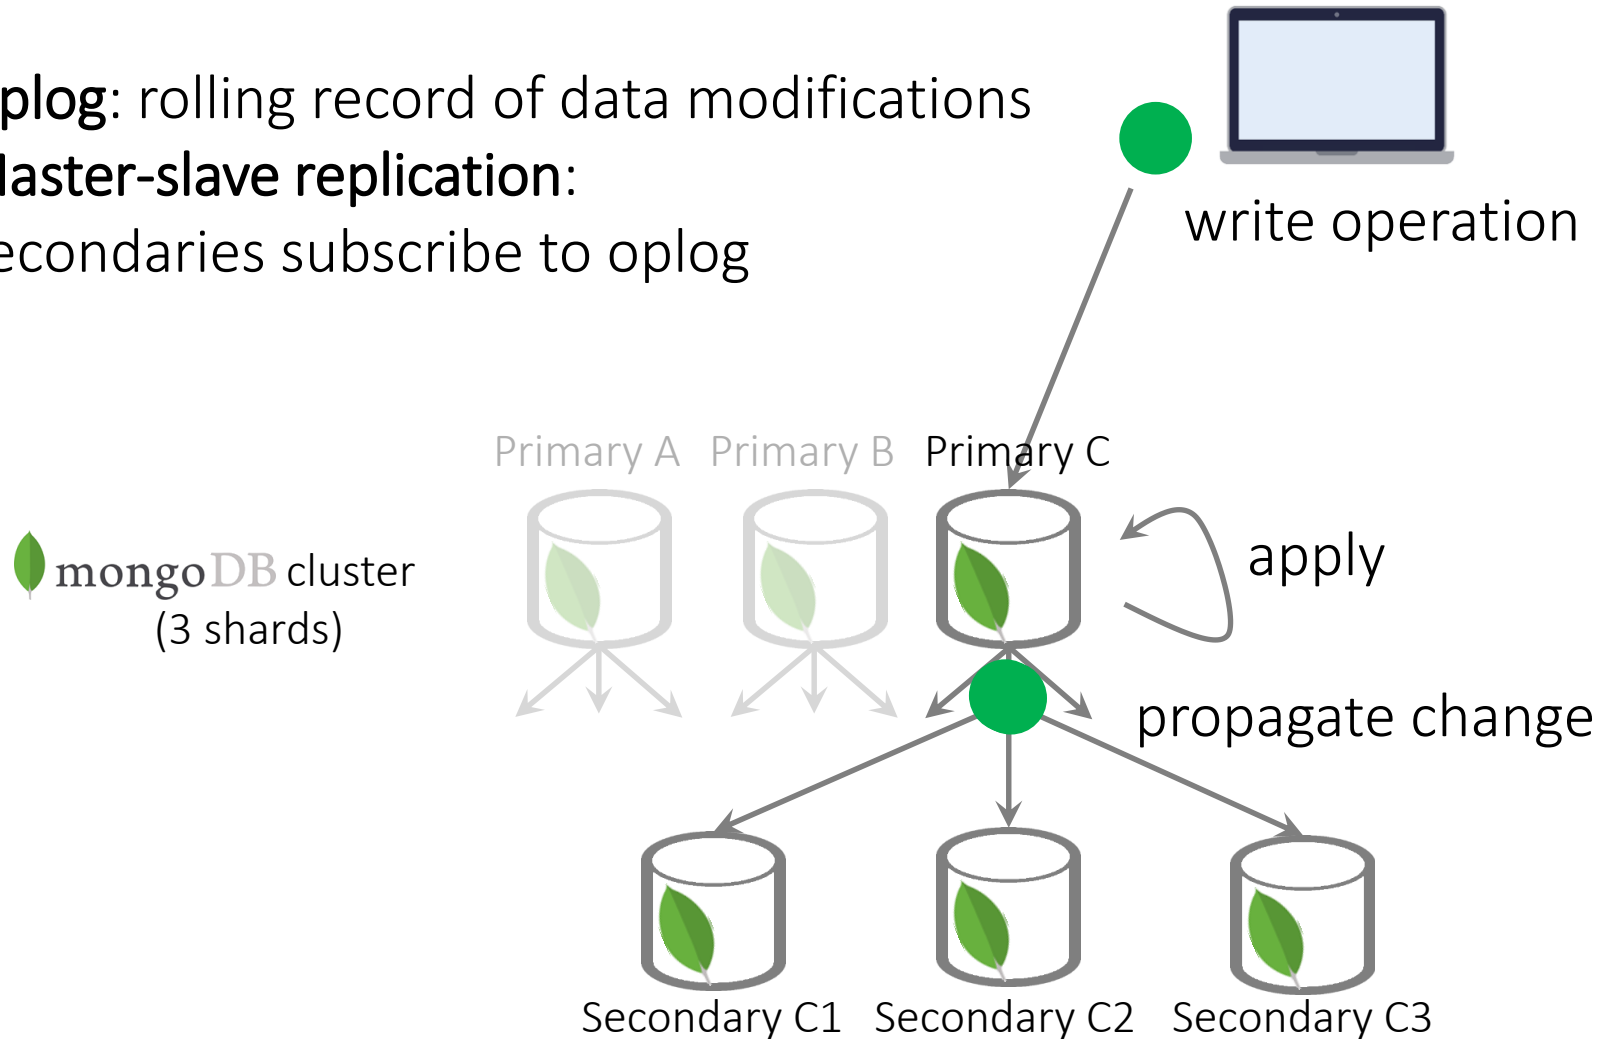 plog: rolling record of data modifications
laster-slave replication:
econdaries subscribe to oplog
write operation
Primary A Primary B Primary C
mongoDB cluster
(3 shards)
apply
propagate change
Secondary C1 Secondary C2 Secondary C3